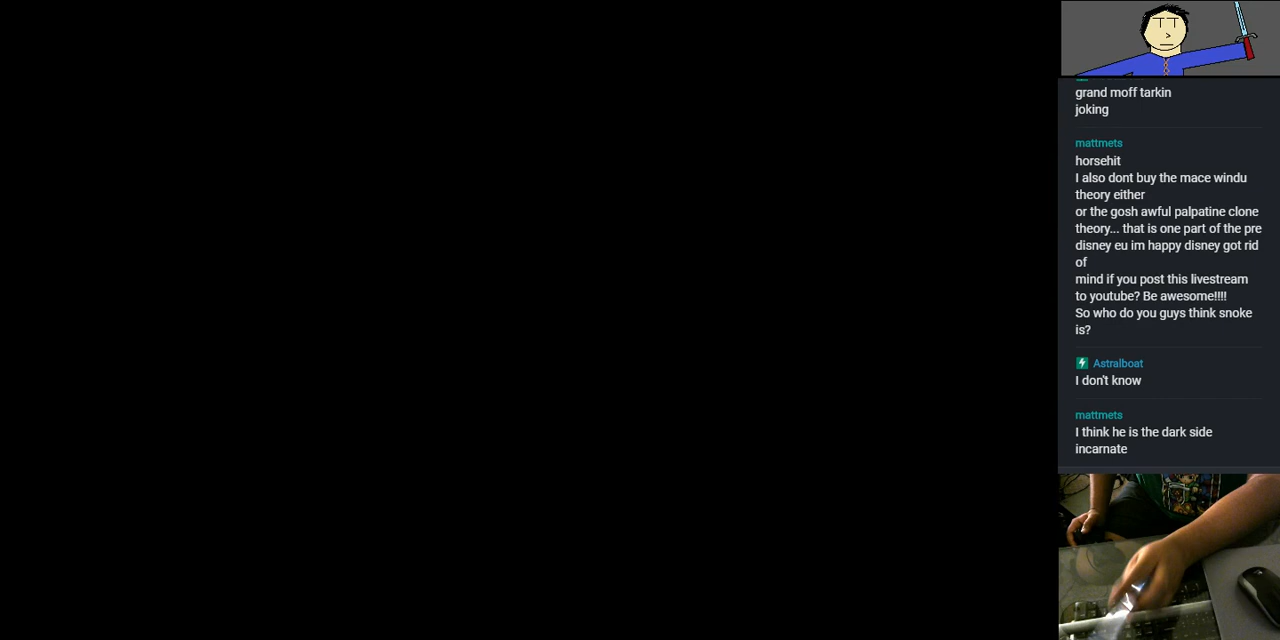 grand moff tarkin
joking
mattmets
horsehit
I also dont buy the mace windu
theory either
or the gosh awful palpatine clone
theory... that is one part of the pre
disney eu im happy disney got rid
of
mind if you post this livestream
to youtube? Be awesome!!!!
So who do you guys think snoke
is?
Astralboat
I don't know
mattmets
I think he is the dark side
incarnate